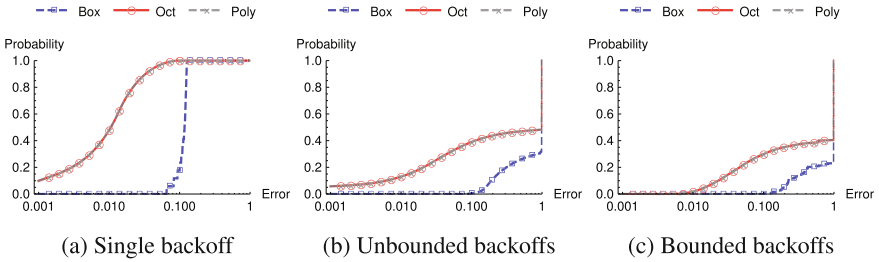 Box Oct Poly
Probability
1.0
0.8
0.6
0.4
0.2
0.0
0.001 0.010 0.100 1
Error
(a) Single backoff
Box Oct Poly
Probability
1.0
0.8
0.6
0.4
0.2
0.0
0.001 0.010 0.100 1
Error
(b) Unbounded backoffs
Box Oct Poly
Probability
1.0
0.8
0.6
0.4
0.2
0.0
0.001 0.010 0.100 1
Error
(c) Bounded backoffs